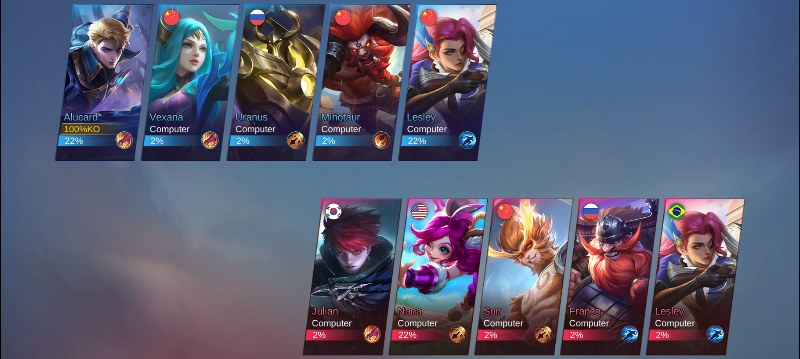 Alucard
100%KO
22%
Vexana
Computer
2%
Uranus
Computer
2%
Minotaur
Computer
2%
Lesley
Computer
22%
Julian
Computer
2%
Nana
Computer
22%
Sun
Computer
2%
Franco
Computer
2%
Lesley
Computer
2%